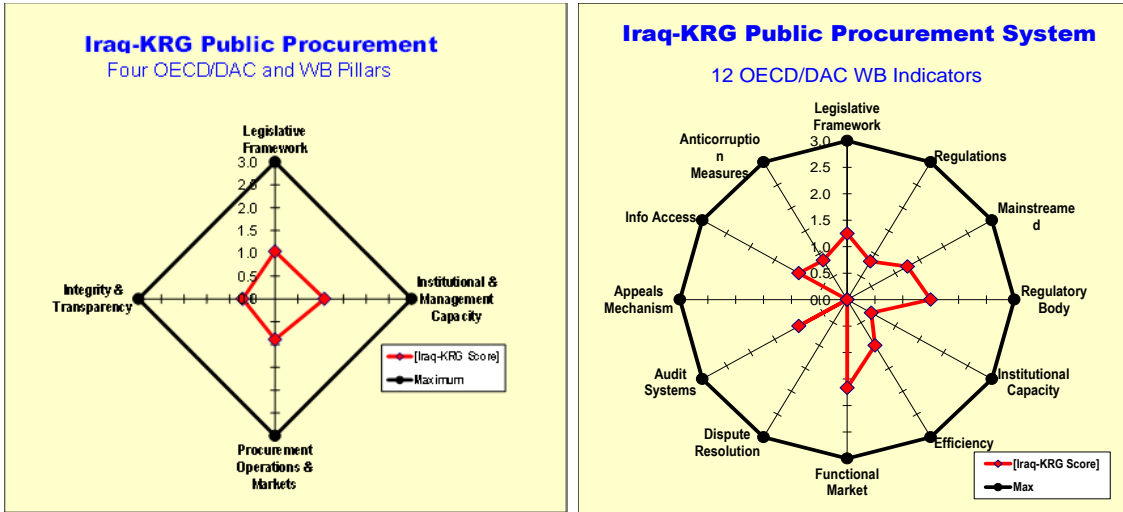 Iraq-KRG Public Procurement
Four OECD/DAC and WB Pillars
Legislative
Framework
3.0
2.5
2.0
1.5
1.0
0.5
0.0
Integrity &
Transparency
Institutional &
Management
Capacity
[Iraq-KRG Score]
Maximum
Procurement
Operations &
Markets
Iraq-KRG Public Procurement System
12 OECD/DAC WB Indicators
Legislative
Framework
3.0
2.5
2.0
1.5
1.0
0.5
0.0
Anticorruptio
n
Measures
Regulations
Info Access
Mainstreame
d
Appeals
Mechanism
Regulatory
Body
Audit
Systems
Institutional
Capacity
Dispute
Resolution
Efficiency
Functional
Market
[Iraq-KRG Score]
Max